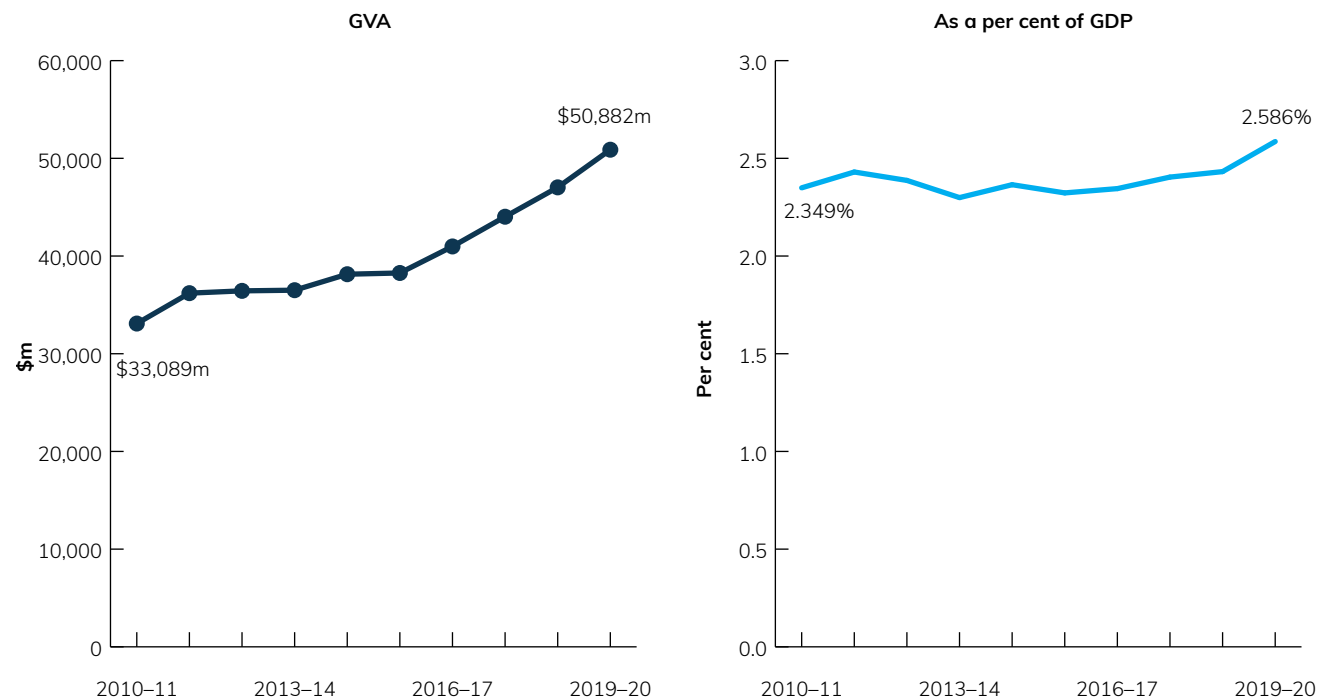 GVA
60,000
50,000
40,000
30,000
20,000
10,000
0
$m
$50,882m
$33,089m
2010–11 2013–14 2016–17 2019–20
As a per cent of GDP
3.0
2.5
2.0
1.5
1.0
0.5
0.0
Per cent
2.586%
2.349%
2010–11 2013–14 2016–17 2019–20